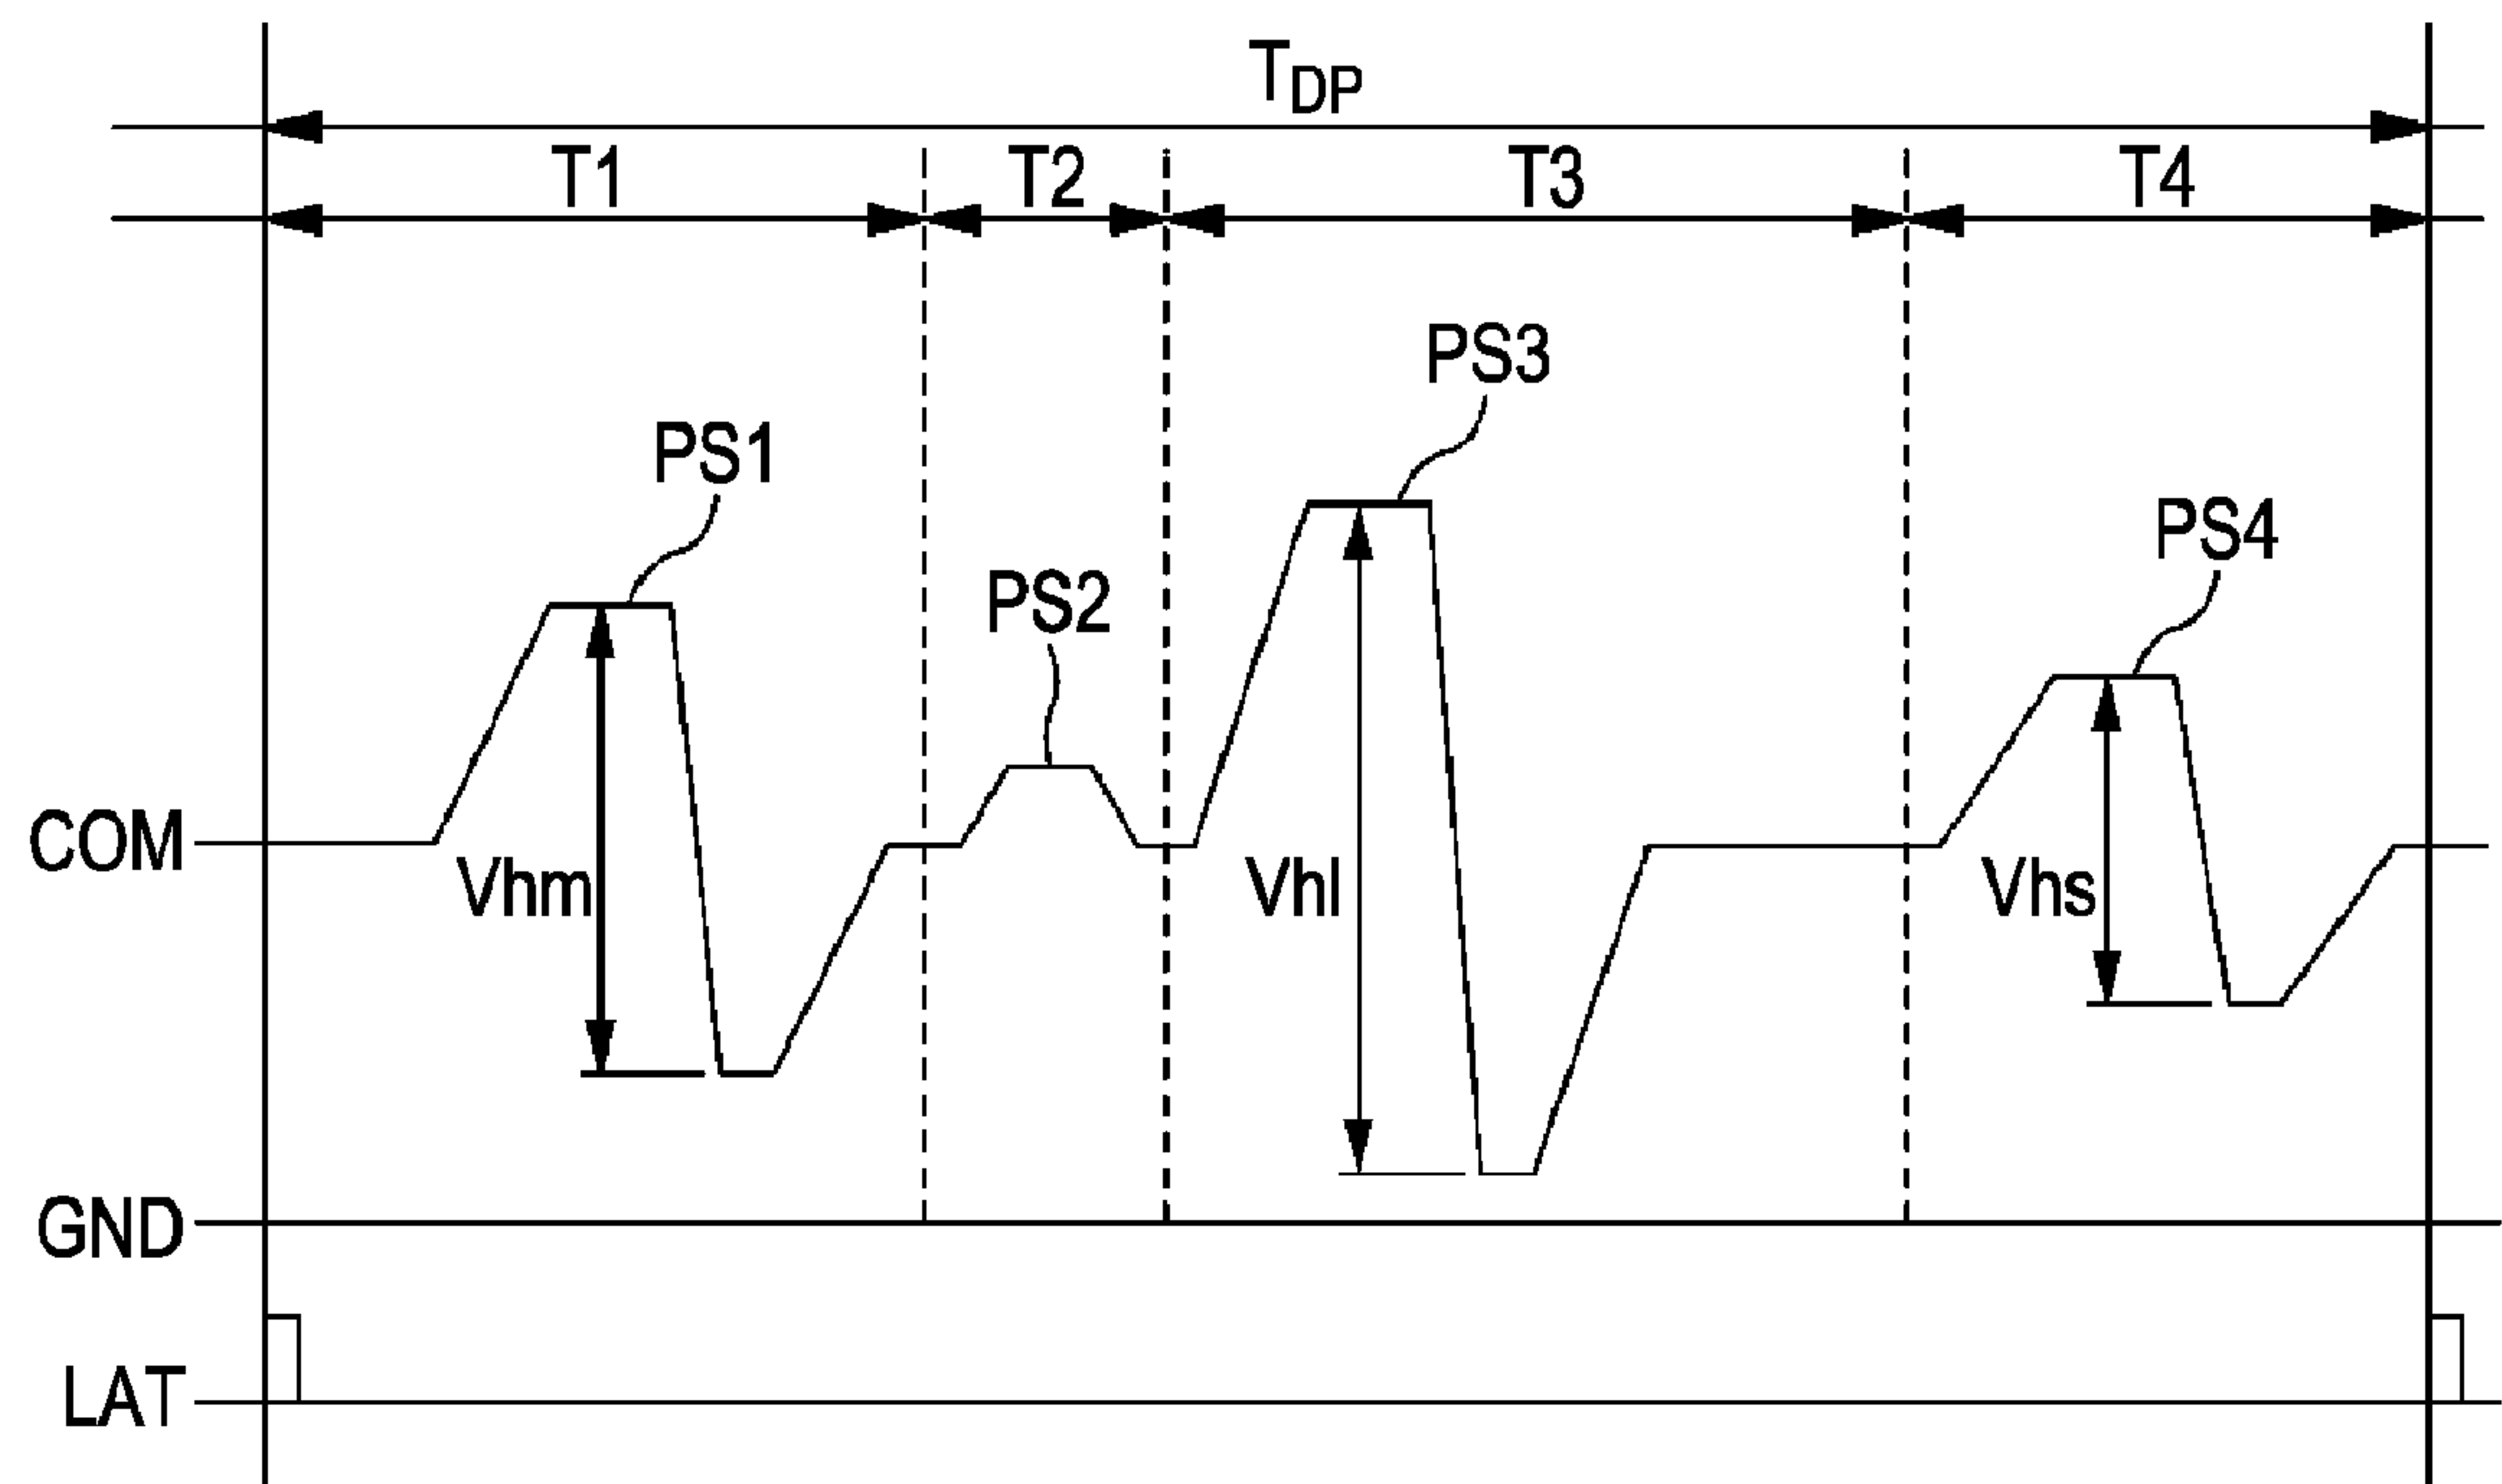 TDP
T1 T2 T3 T4
PS3
PS1
PS4
PS2
COM
Vhm Vhl Vhs
GND
LAT